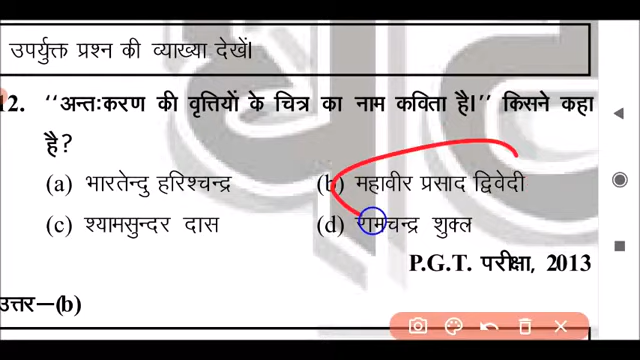 उपर्युक्त प्रश्न की व्याख्या देखें।
12. ‘‘अन्तःकरण की वृत्तियों के चित्र का नाम कविता है।’’ किसने कहा
है?
(a) भारतेन्दु हरिश्चन्द्र (b) महावीर प्रसाद द्विवेदी
(c) श्यामसुन्दर दास (d) रामचन्द्र शुक्ल
P.G.T. परीक्षा, 2013
उत्तर–(b)